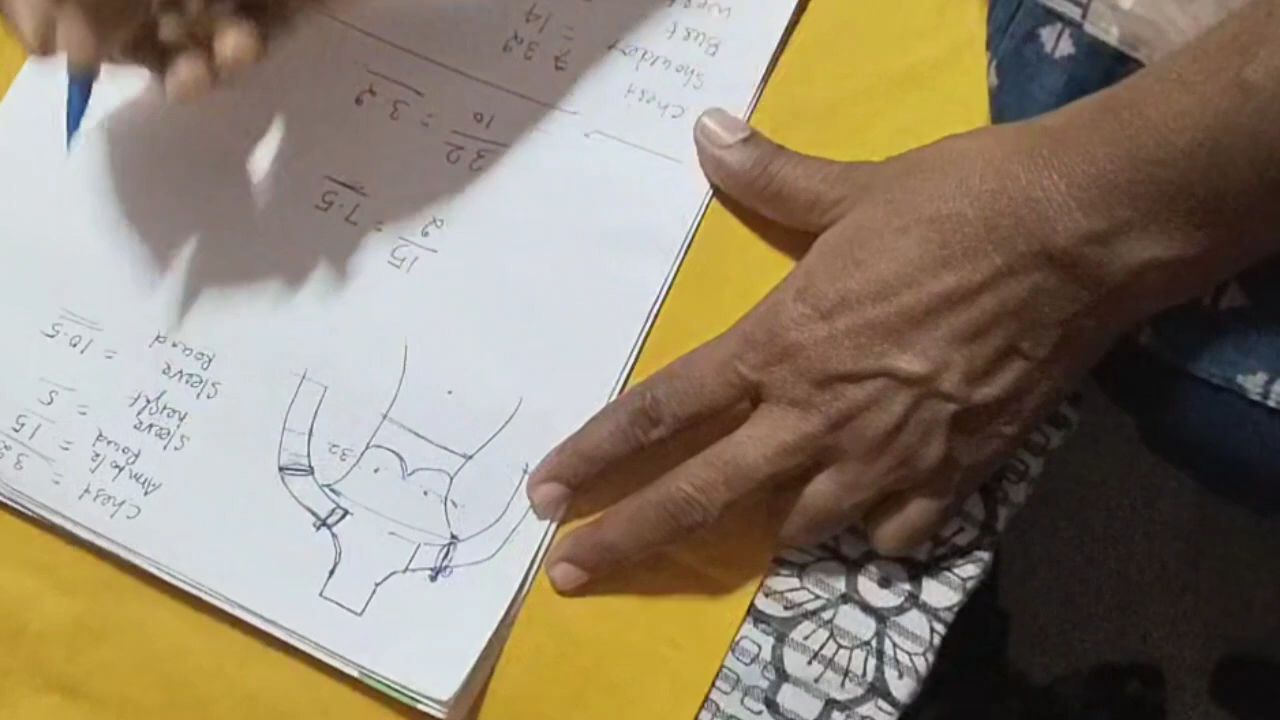 Chest = 32
Armhole Round = 15
Sleeve height = 5
Sleeve Round = 10.5
32
15/2 = 7.5
32/10 = 3.2
Chest
Shoulder
Bust
= 14